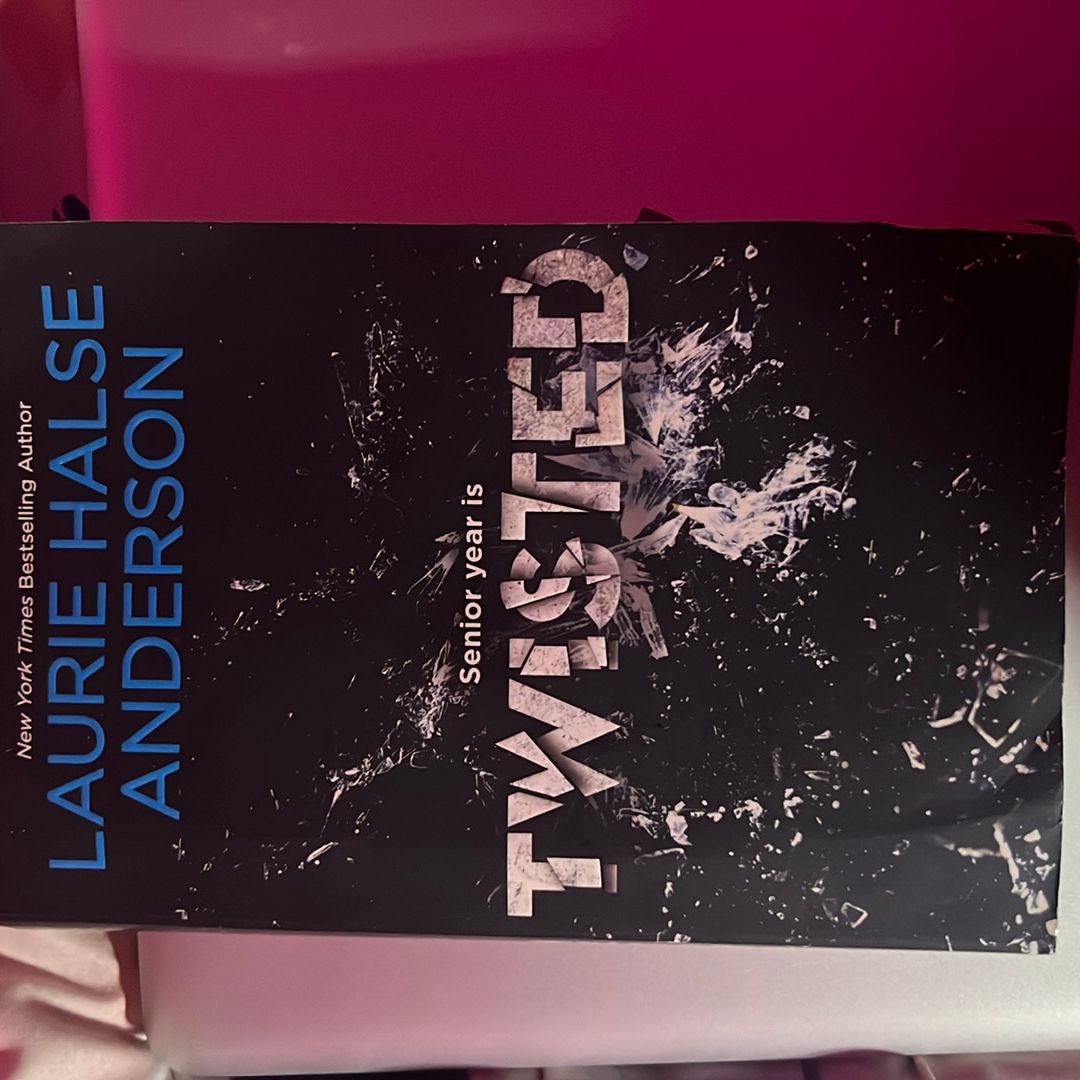 New York Times Bestselling Author
LAURIE HALSE
ANDERSON
Senior year is
TWISTED